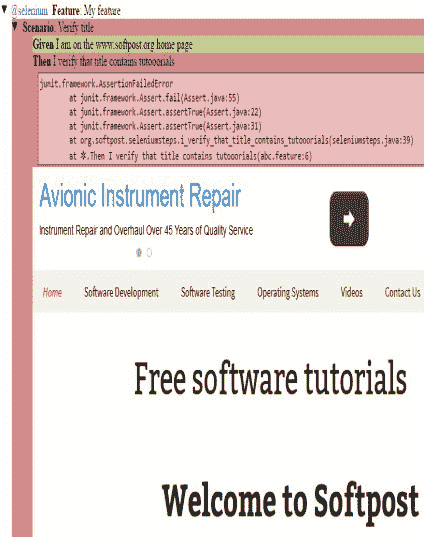 @selenium Feature: My feature
Scenario: Verify title
Given I am on the www.softpost.org home page
Then I verify that title contains tutooorials
junit.framework.AssertionFailedError
at junit.framework.Assert.fail(Assert.java:55)
at junit.framework.Assert.assertTrue(Assert.java:22)
at junit.framework.Assert.assertTrue(Assert.java:31)
at org.softpost.seleniumsteps.i_verify_that_title_contains_tutooorials(seleniumsteps.java:39)
at *.Then I verify that title contains tutooorials(abc.feature:6)
Avionic Instrument Repair
Instrument Repair and Overhaul Over 45 Years of Quality Service
Home Software Development Software Testing Operating Systems Videos Contact Us
Free software tutorials
Welcome to Softpost